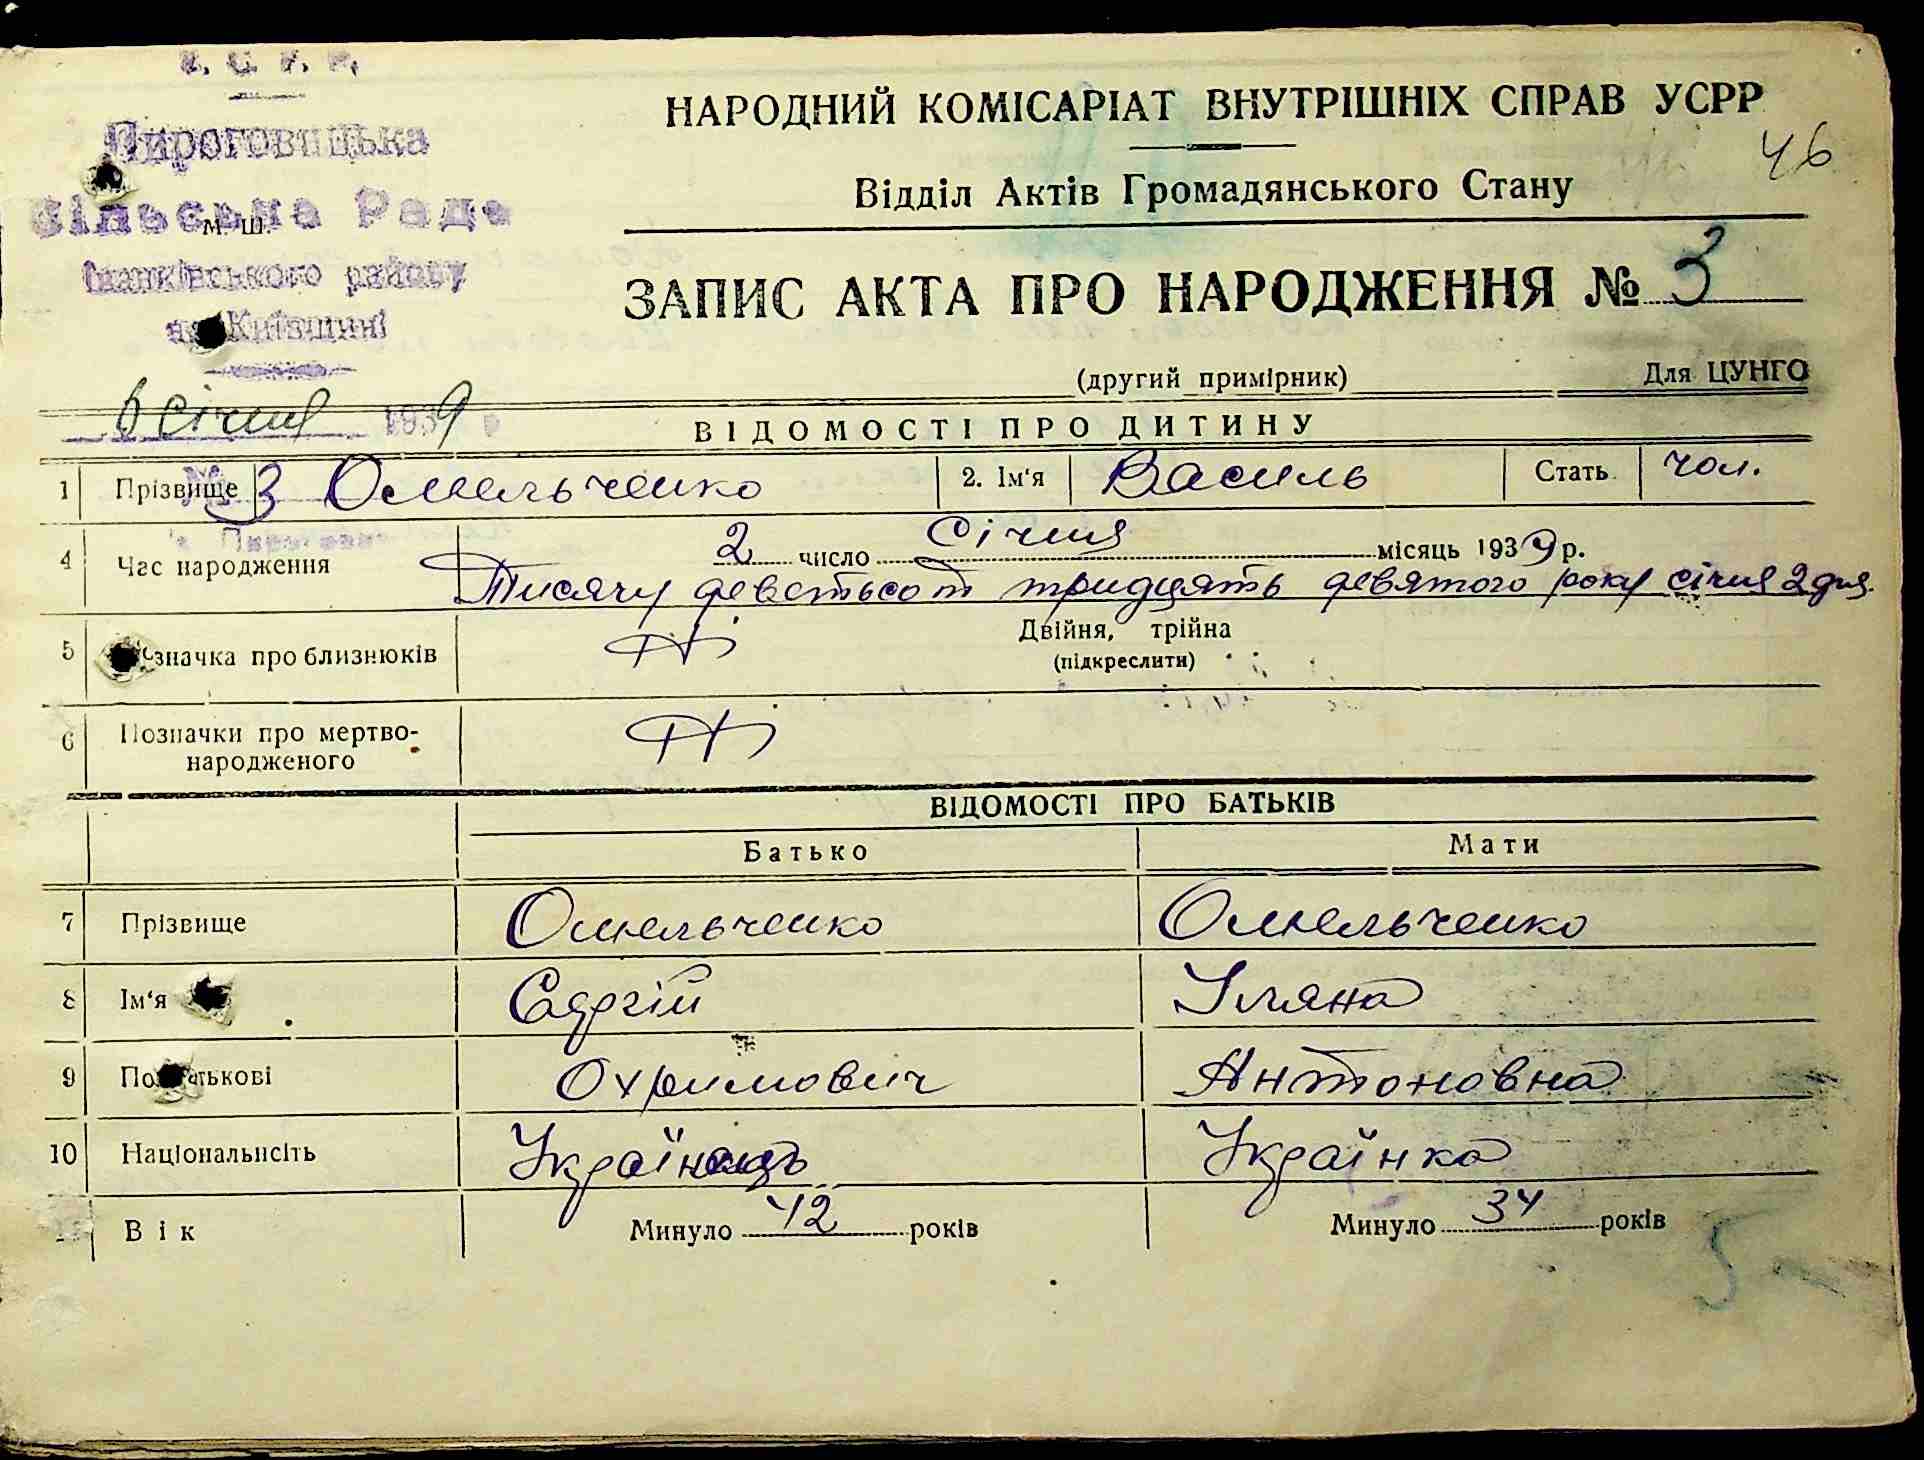 У. С. Р. Р.
Пироговицька
Сільська Рада
м. Ш.
Іванківського району
на Київщині
6 січня 1939 р
№ 3
НАРОДНИЙ КОМІСАРІАТ ВНУТРІШНІХ СПРАВ УСРР
46
Відділ Актів Громадянського Стану
ЗАПИС АКТА ПРО НАРОДЖЕННЯ № 3
(другий примірник) Для ЦУНГО
ВІДОМОСТІ ПРО ДИТИНУ
1 Прізвище Омельченко 2. Ім'я Василь Стать чол.
4 Час народження 2 число Січня місяць 1939 р.
Тисячу девєтьсот тридцять девятого року січня 2 дня.
5 значка про близнюків Ні Двійня, трійна
(підкреслити)
6 Позначки про мертво-
народженого Ні
ВІДОМОСТІ ПРО БАТЬКІВ
Батько Мати
7 Прізвище Омельченко Омельченко
8 Ім'я Сергій Уляна
9 По батькові Охримович Антоновна
10 Національність Українець Українка
Вік Минуло 42 років Минуло 34 років
5